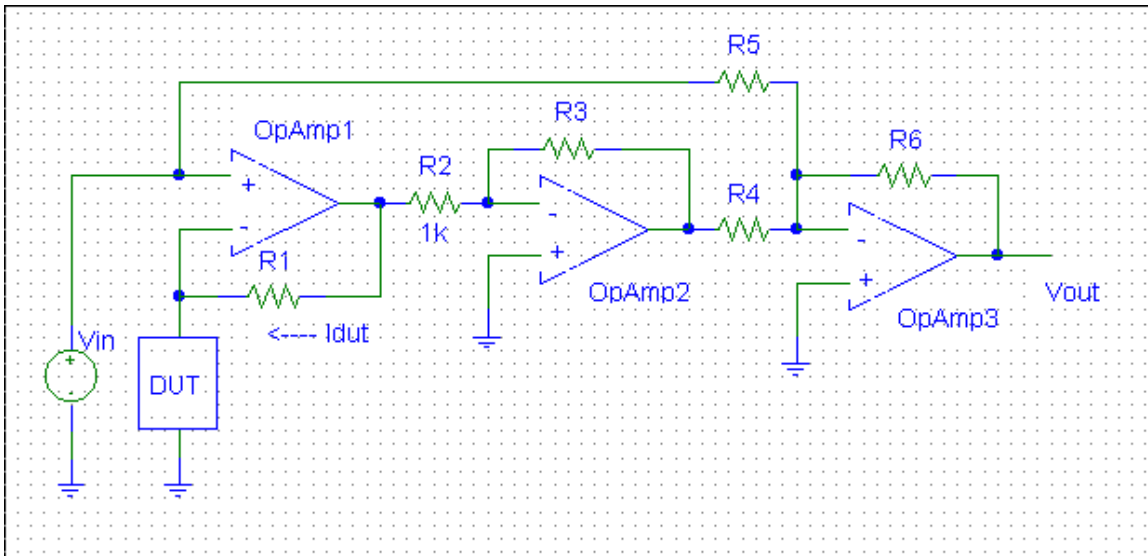 R5
R3
OpAmp1
R6
R2
R4
+
-
1K
-
+
-
+
R1
OpAmp2
Vout
OpAmp3
<---- Idut
Vin
+
-
DUT